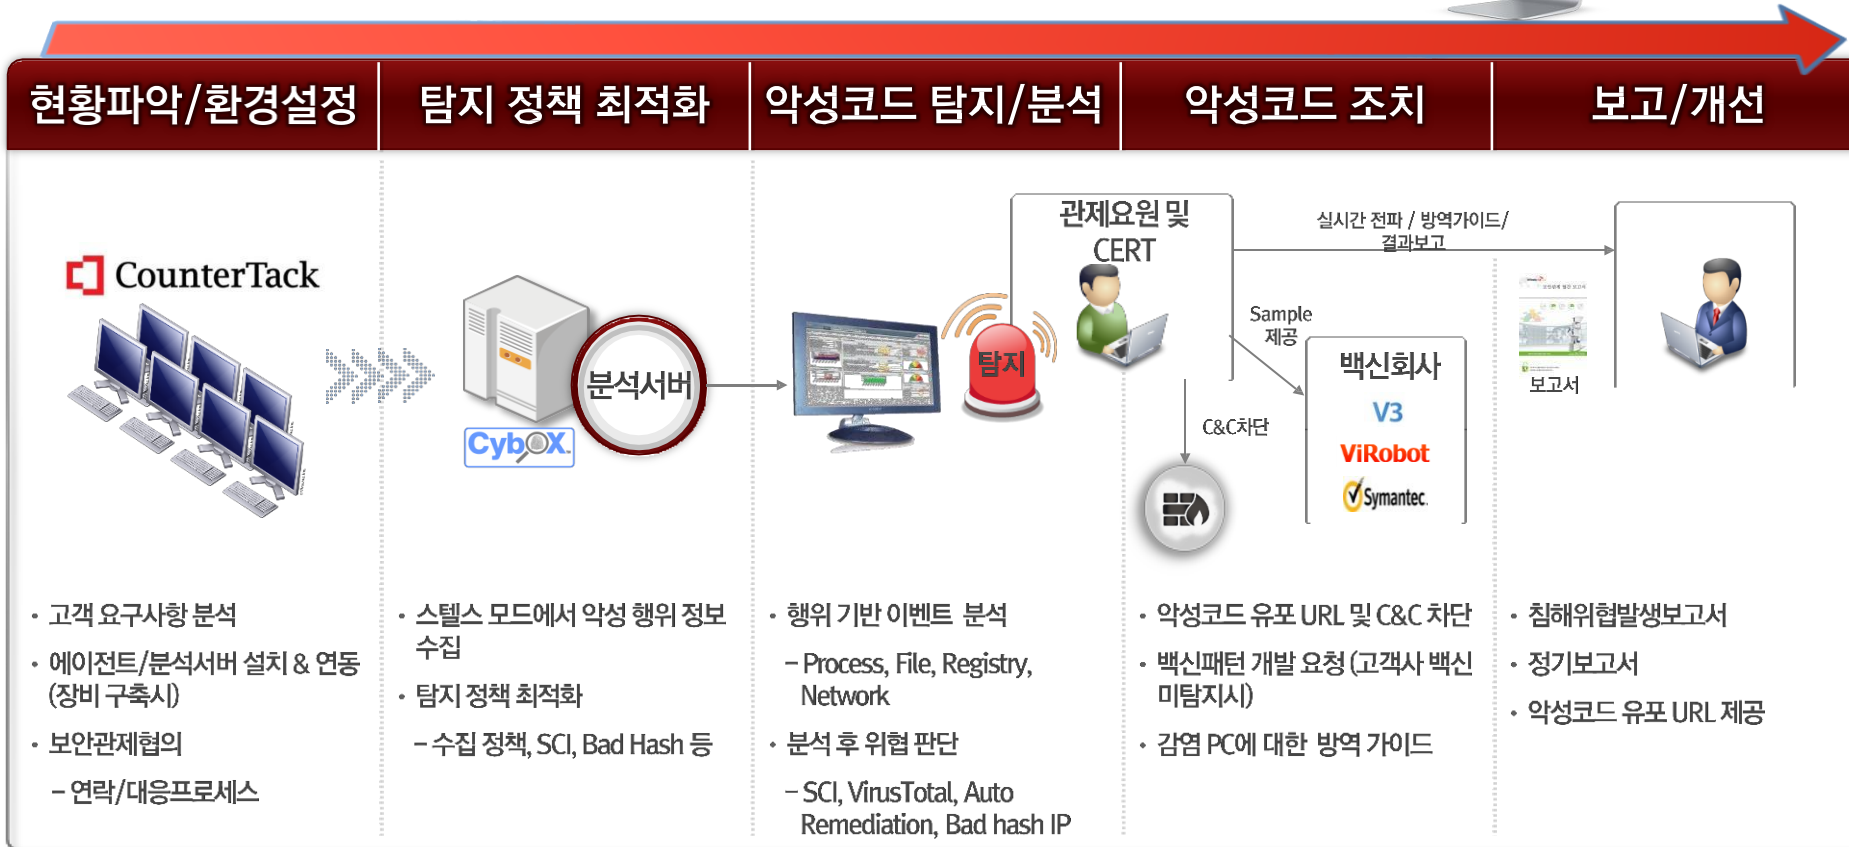 현황파악/환경설정
탐지 정책 최적화
악성코드 탐지/분석
악성코드 조치
보고/개선
CounterTack
분석서버
CybOX
탐지
관제요원 및
CERT
실시간 전파 / 방역가이드/
결과보고
Sample
제공
C&C차단
백신회사
V3
ViRobot
Symantec.
보고서
• 고객 요구사항 분석
• 에이전트/분석서버 설치 & 연동
(장비 구축시)
• 보안관제협의
– 연락/대응프로세스
• 스텔스 모드에서 악성 행위 정보
수집
• 탐지 정책 최적화
– 수집 정책, SCI, Bad Hash 등
• 행위 기반 이벤트 분석
– Process, File, Registry,
Network
• 분석 후 위협 판단
– SCI, VirusTotal, Auto
Remediation, Bad hash IP
• 악성코드 유포 URL 및 C&C 차단
• 백신패턴 개발 요청 (고객사 백신
미탐지시)
• 감염 PC에 대한 방역 가이드
• 침해위협발생보고서
• 정기보고서
• 악성코드 유포 URL 제공